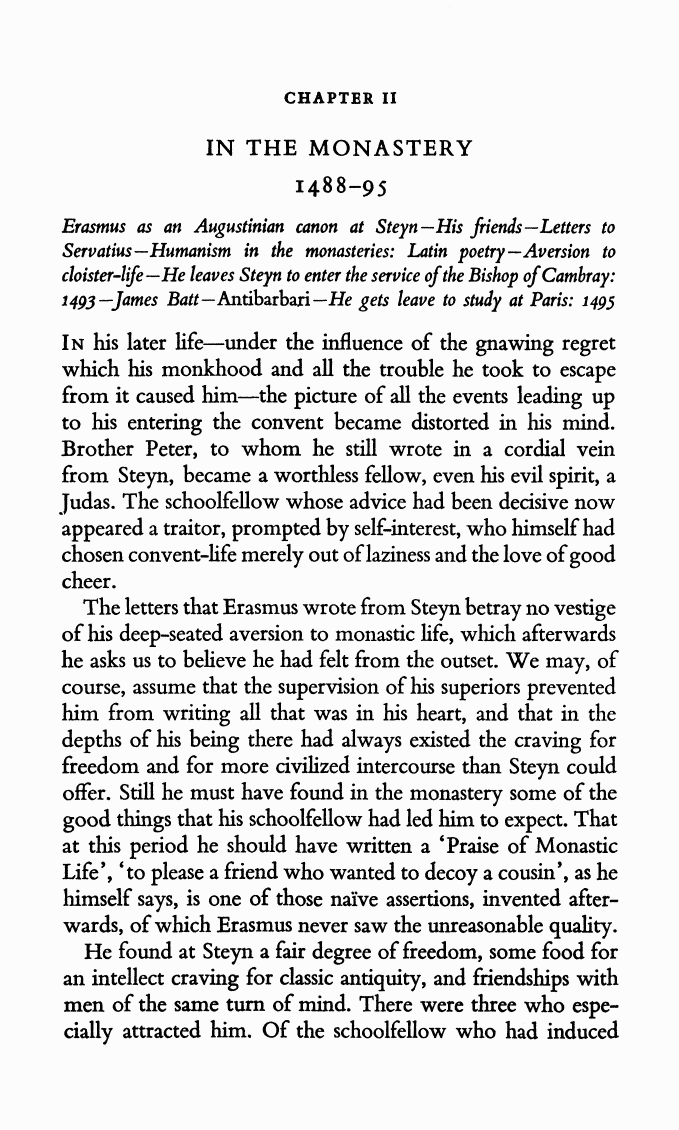 CHAPTER II
IN THE MONASTERY
1488–95
Erasmus as an Augustinian canon at Steyn—His friends—Letters to
Servatius—Humanism in the monasteries: Latin poetry—Aversion to
cloister-life—He leaves Steyn to enter the service of the Bishop of Cambray:
1493—James Batt—Antibarbari—He gets leave to study at Paris: 1495
IN his later life—under the influence of the gnawing regret
which his monkhood and all the trouble he took to escape
from it caused him—the picture of all the events leading up
to his entering the convent became distorted in his mind.
Brother Peter, to whom he still wrote in a cordial vein
from Steyn, became a worthless fellow, even his evil spirit, a
Judas. The schoolfellow whose advice had been decisive now
appeared a traitor, prompted by self-interest, who himself had
chosen convent-life merely out of laziness and the love of good
cheer.
The letters that Erasmus wrote from Steyn betray no vestige
of his deep-seated aversion to monastic life, which afterwards
he asks us to believe he had felt from the outset. We may, of
course, assume that the supervision of his superiors prevented
him from writing all that was in his heart, and that in the
depths of his being there had always existed the craving for
freedom and for more civilized intercourse than Steyn could
offer. Still he must have found in the monastery some of the
good things that his schoolfellow had led him to expect. That
at this period he should have written a ‘Praise of Monastic
Life’, ‘to please a friend who wanted to decoy a cousin’, as he
himself says, is one of those naïve assertions, invented after-
wards, of which Erasmus never saw the unreasonable quality.
He found at Steyn a fair degree of freedom, some food for
an intellect craving for classic antiquity, and friendships with
men of the same turn of mind. There were three who espe-
cially attracted him. Of the schoolfellow who had induced